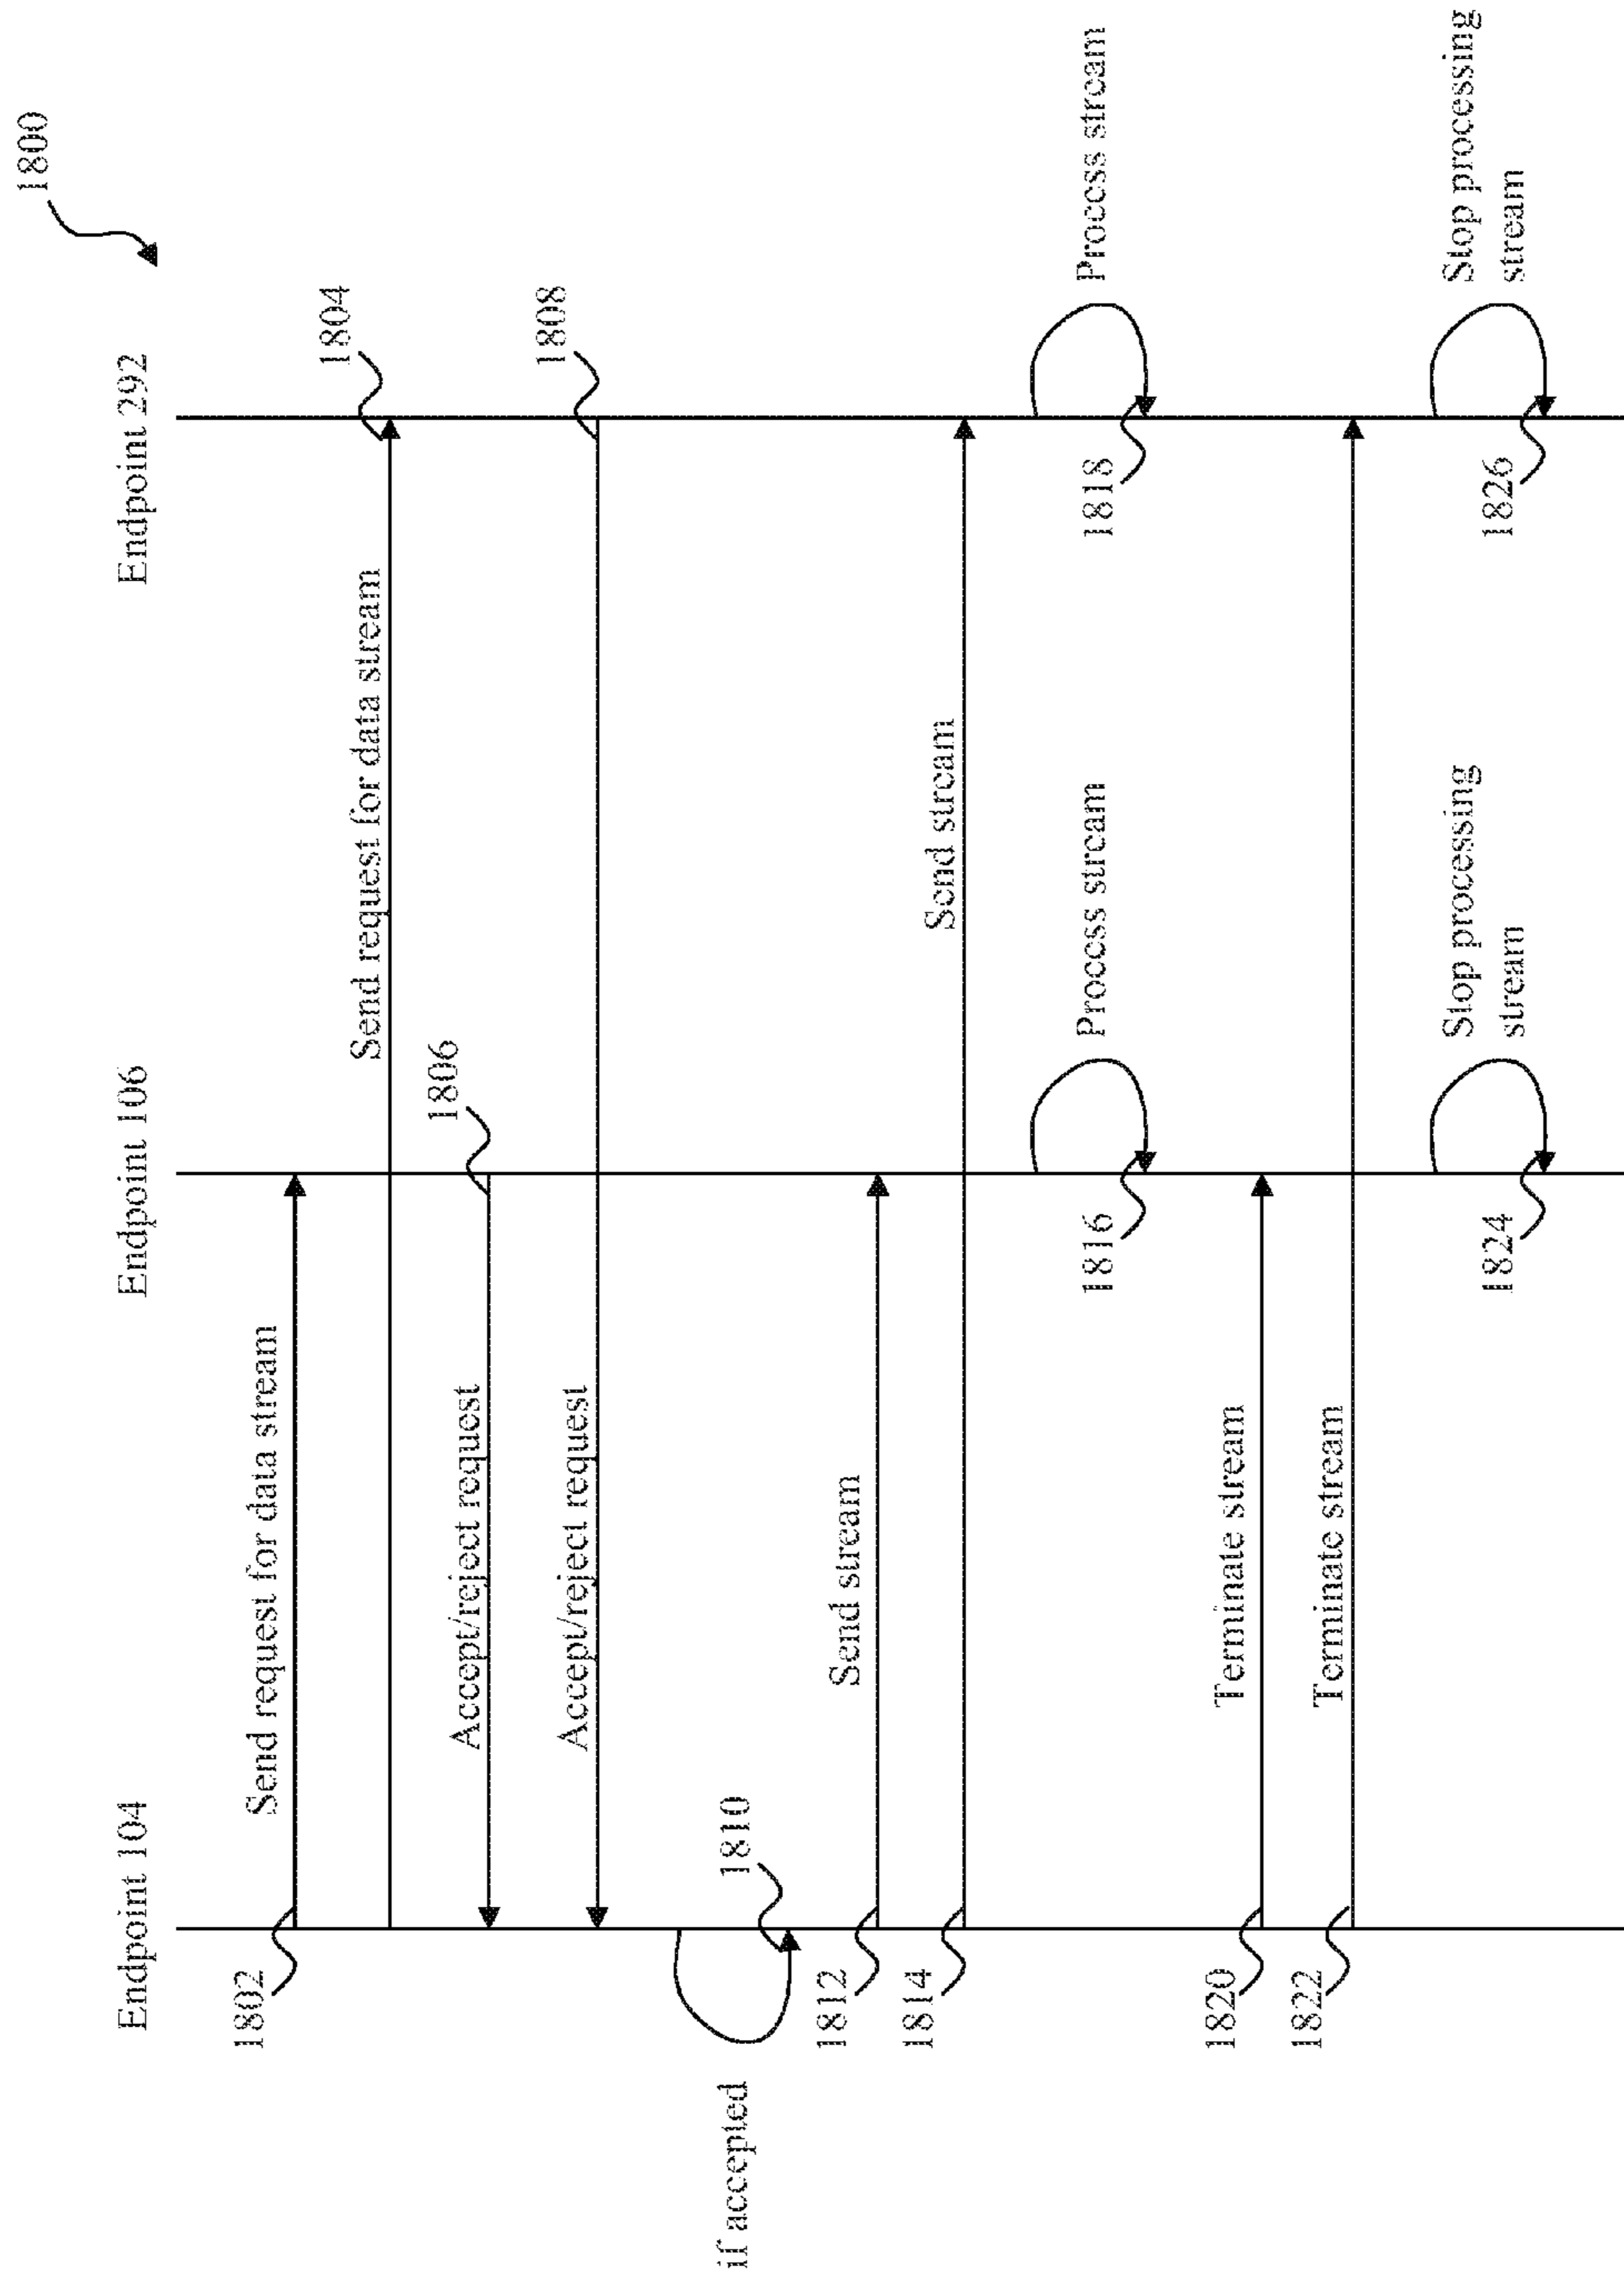 1800
Endpoint 104
Endpoint 106
Endpoint 292
1802
Send request for data stream
Send request for data stream
1804
Accept/reject request
1806
Accept/reject request
1808
if accepted
1810
1812
Send stream
1814
Send stream
1816
Process stream
1818
Process stream
1820
Terminate stream
1822
Terminate stream
1824
Stop processing
stream
1826
Stop processing
stream